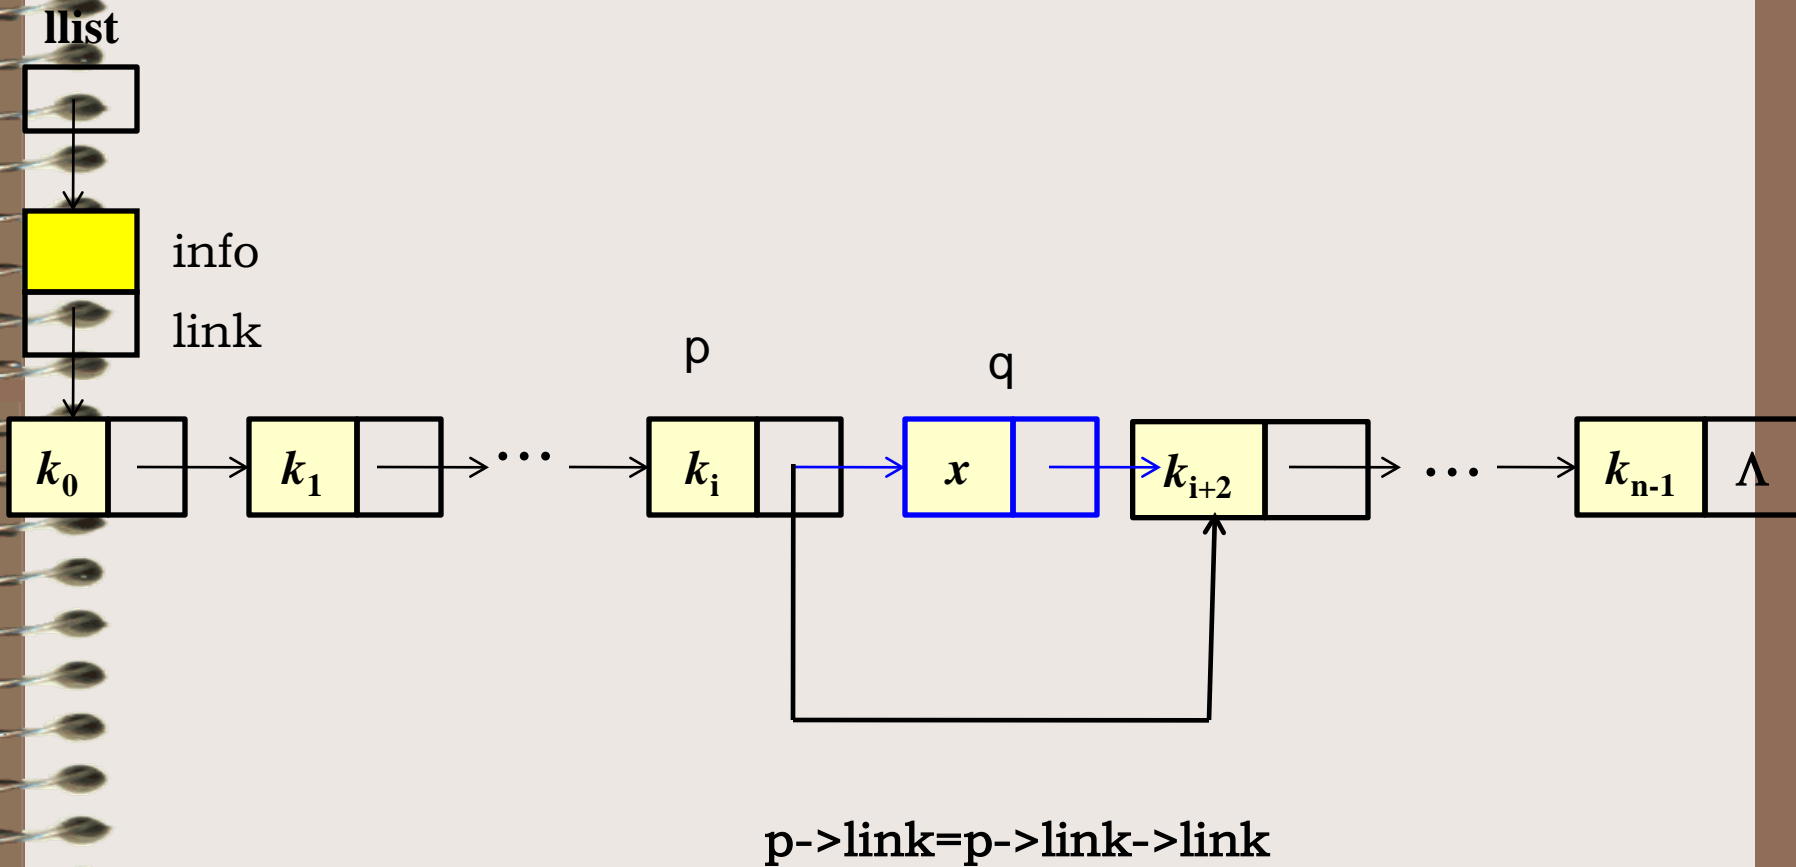 llist
info
link
p
q
k0 k1 … ki x ki+2 … kn-1 Λ
p->link=p->link->link